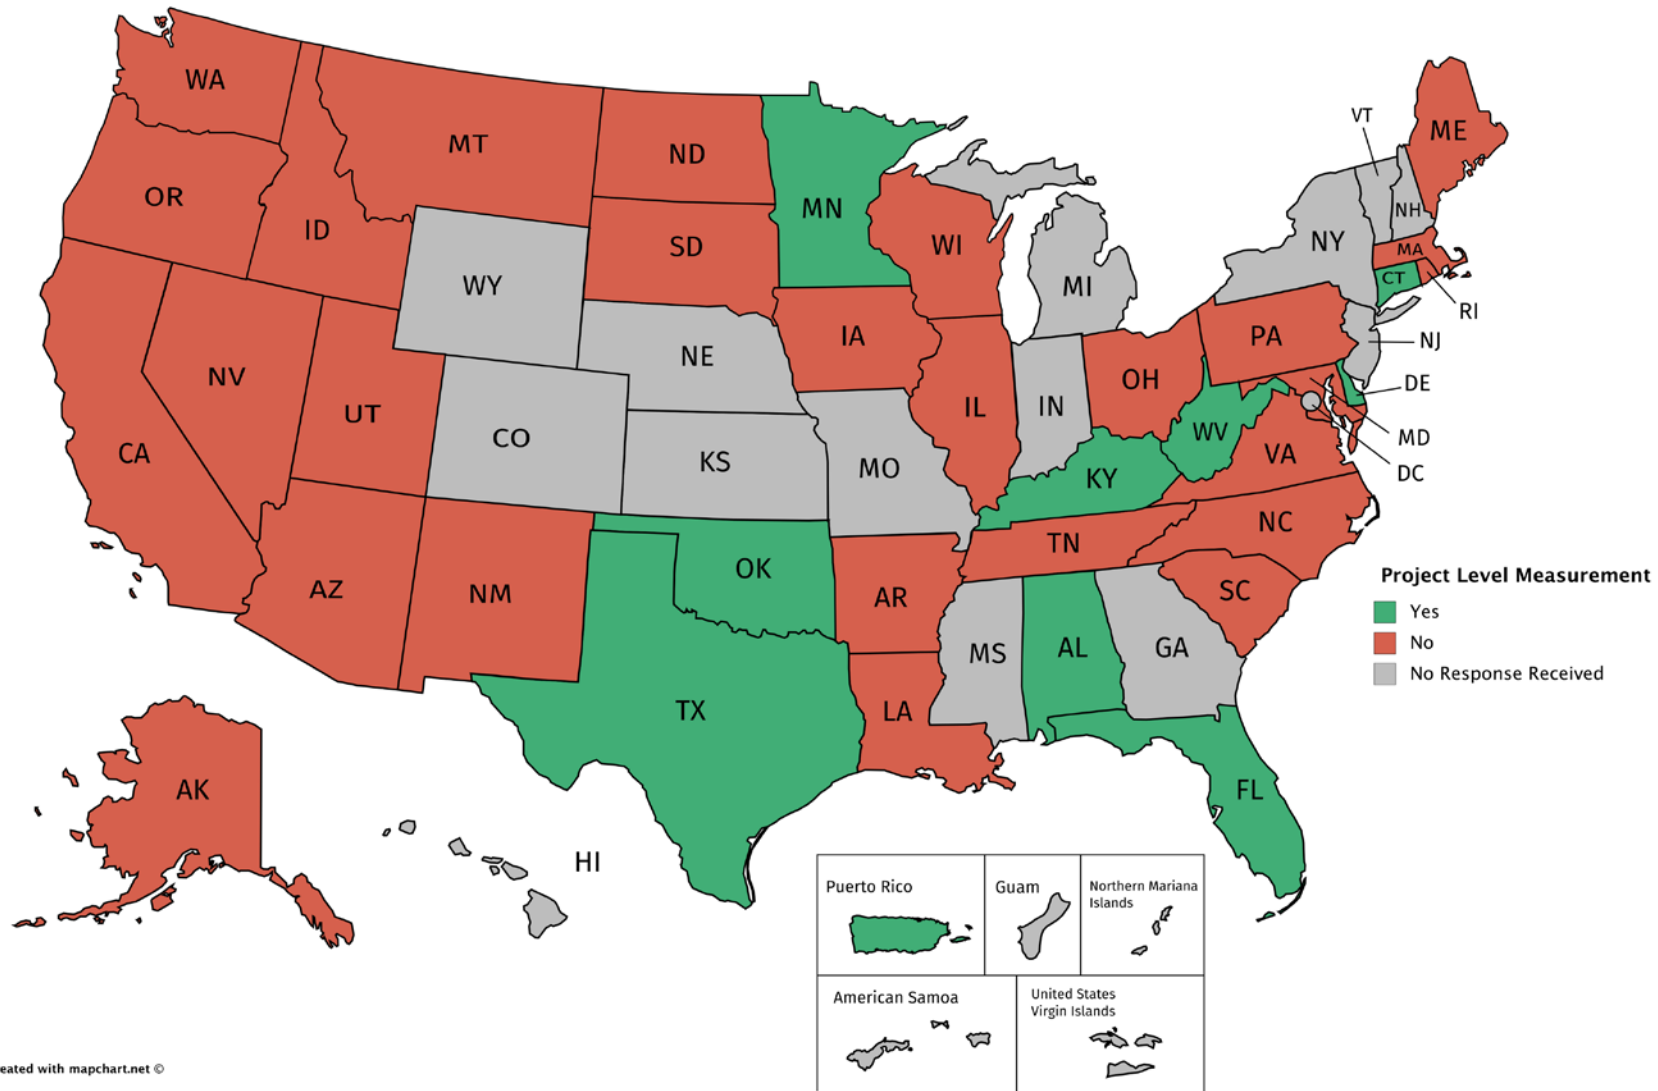 WA
MT
ND
MN
VT
ME
OR
ID
SD
WI
NY
NH
MA
CT
RI
WY
MI
IA
NE
PA
NJ
NV
UT
CO
IL
IN
OH
DE
CA
KS
MO
KY
WV
VA
MD
DC
TN
NC
AZ
NM
OK
AR
SC
MS
AL
GA
TX
LA
FL
AK
HI
Project Level Measurement
Yes
No
No Response Received
Puerto Rico
Guam
Northern Mariana
Islands
American Samoa
United States
Virgin Islands
eated with mapchart.net ©